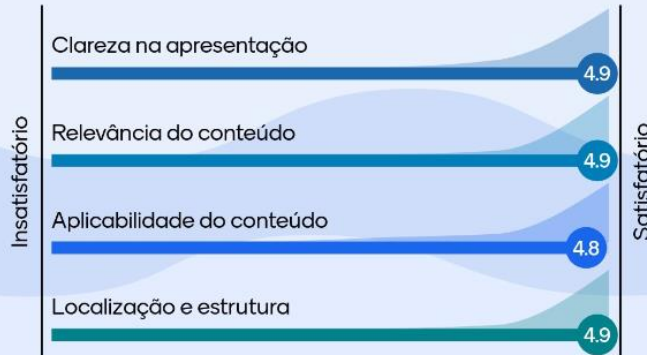 Clareza na apresentação
4.9
Relevância do conteúdo
4.9
Aplicabilidade do conteúdo
4.8
Localização e estrutura
4.9
Insatisfatório
Satisfatório